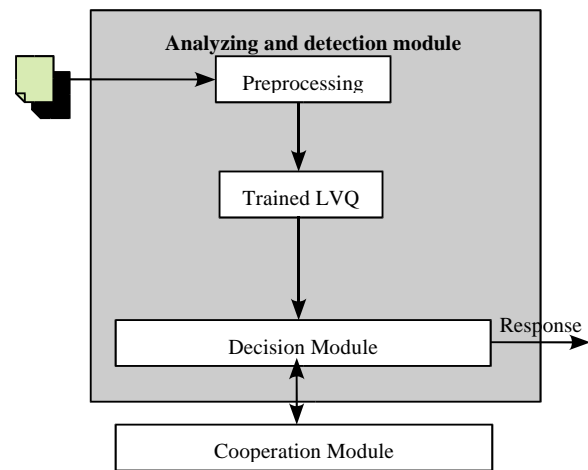 Analyzing and detection module
Preprocessing
Trained LVQ
Response
Decision Module
Cooperation Module